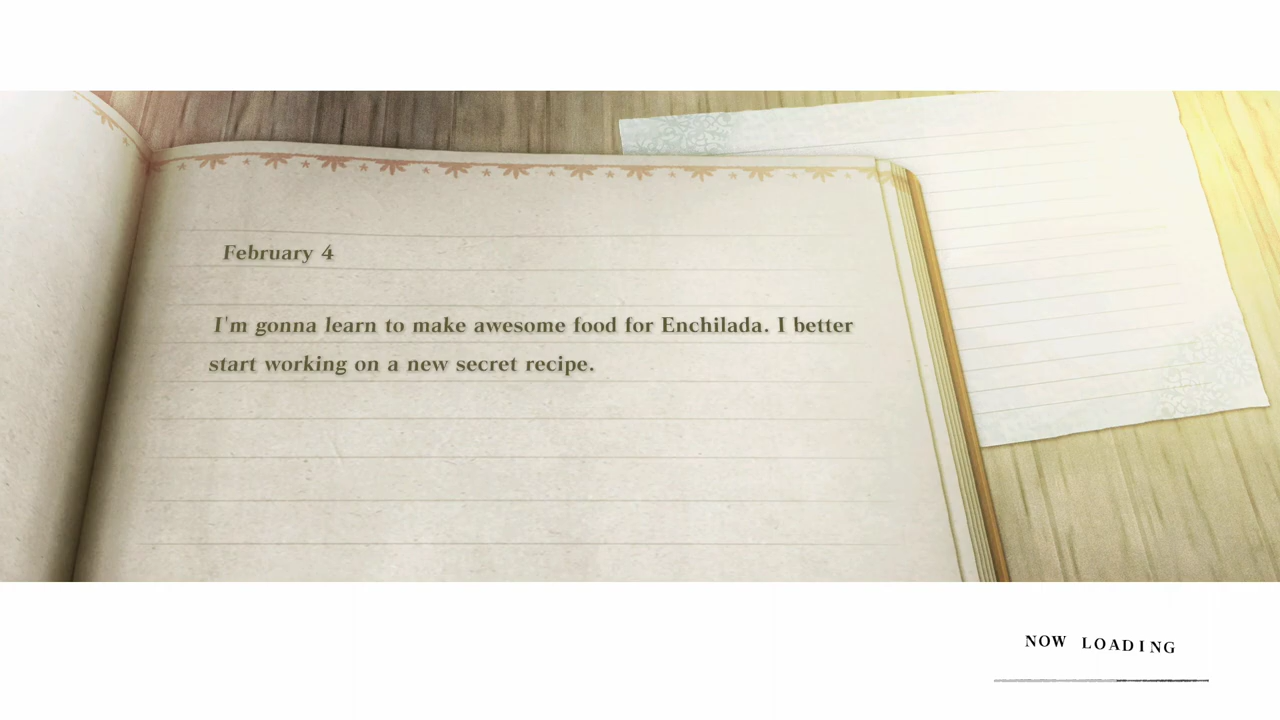 February 4
I'm gonna learn to make awesome food for Enchilada. I better
start working on a new secret recipe.
NOW LOADING